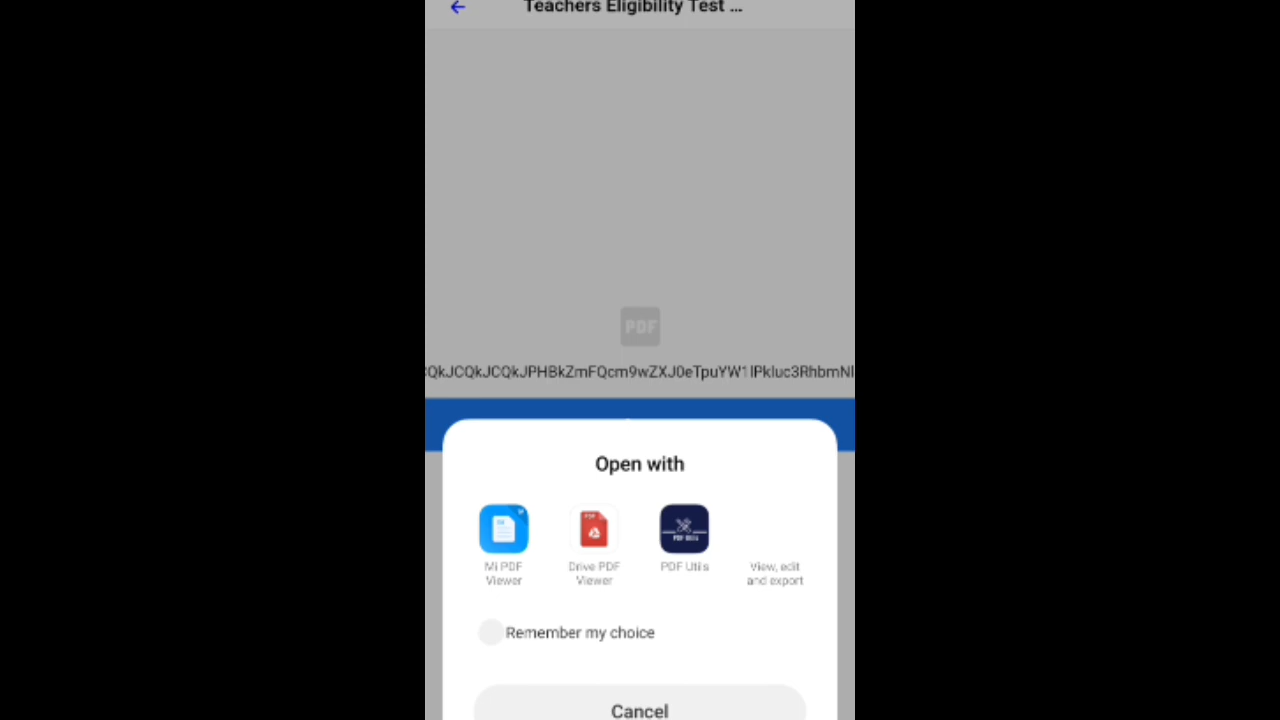 Teachers Eligibility Test ...
PDF
QkJCQkJCQkJPHBkZmFQcm9wZXJ0eTpuYW1lPkluc3RhbmNl
Open with
Mi PDF Viewer
Drive PDF Viewer
PDF Utils
View, edit and export
Remember my choice
Cancel